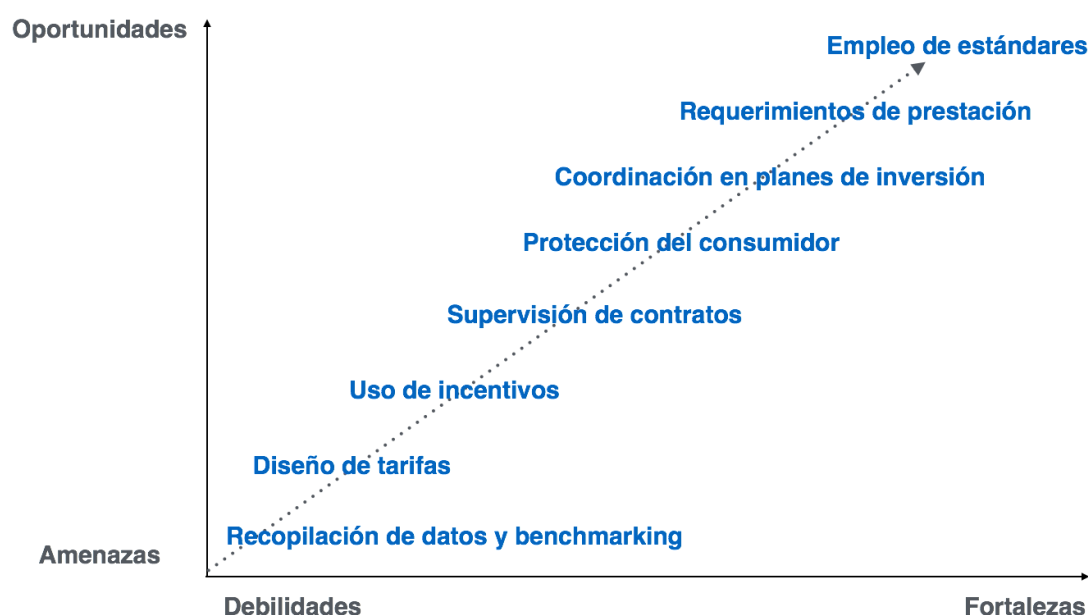 Oportunidades
Empleo de estándares
Requerimientos de prestación
Coordinación en planes de inversión
Protección del consumidor
Supervisión de contratos
Uso de incentivos
Diseño de tarifas
Recopilación de datos y benchmarking
Amenazas
Debilidades
Fortalezas